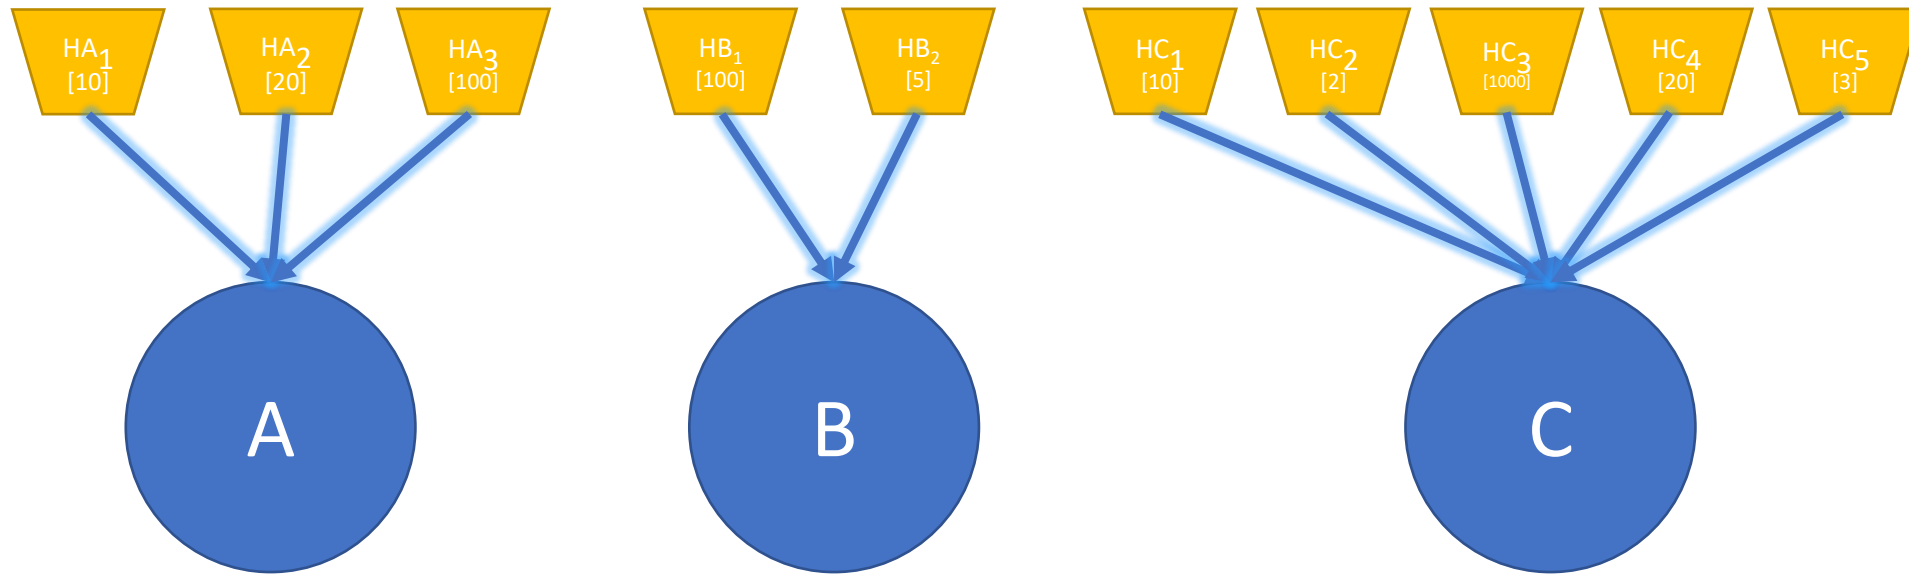 HA1
[10]
HA2
[20]
HA3
[100]
HB1
[100]
HB2
[5]
HC1
[10]
HC2
[2]
HC3
[1000]
HC4
[20]
HC5
[3]
A
B
C